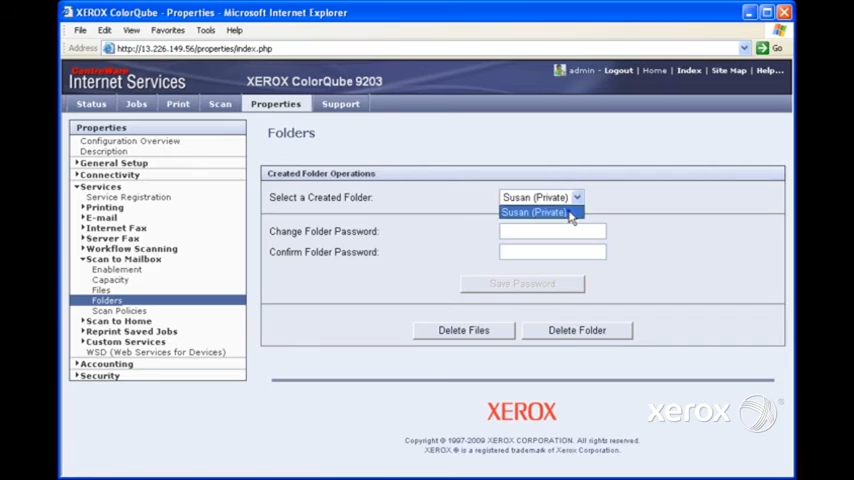 XEROX ColorQube - Properties - Microsoft Internet Explorer
File Edit View Favorites Tools Help
Address http://13.226.149.56/properties/index.php Go
CentreWare
Internet Services XEROX ColorQube 9203
admin - Logout | Home | Index | Site Map | Help...
Status Jobs Print Scan Properties Support
Properties
Configuration Overview
Description
General Setup
Connectivity
Services
Service Registration
Printing
E-mail
Internet Fax
Server Fax
Workflow Scanning
Scan to Mailbox
Enablement
Capacity
Files
Folders
Scan Policies
Scan to Home
Reprint Saved Jobs
Custom Services
WSD (Web Services for Devices)
Accounting
Security
Folders
Created Folder Operations
Select a Created Folder: Susan (Private)
Susan (Private)
Change Folder Password:
Confirm Folder Password:
Save Password
Delete Files Delete Folder
XEROX
xerox ®
Copyright © 1997-2009 XEROX CORPORATION. All rights reserved.
XEROX ® is a registered trademark of Xerox Corporation.